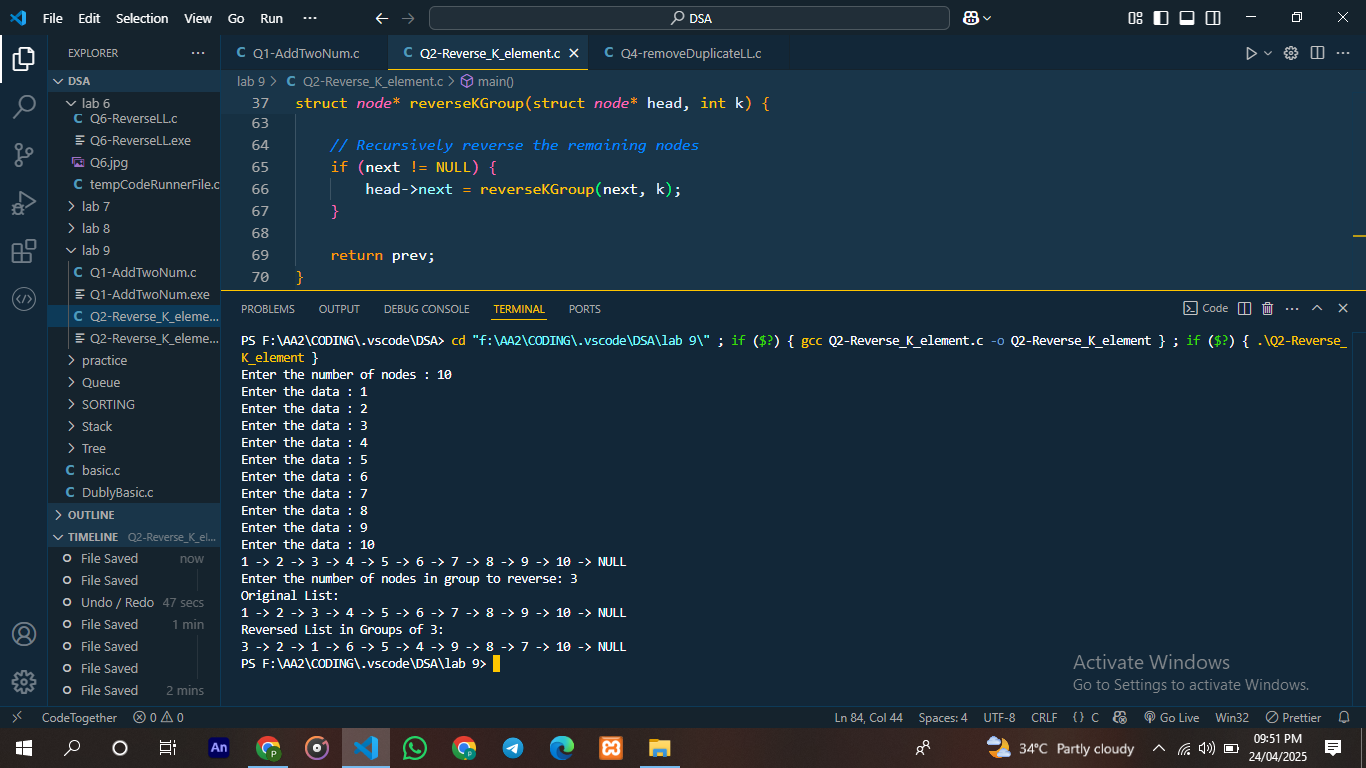 File Edit Selection View Go Run ··· DSA
EXPLORER ···
DSA
lab 6
Q6-ReverseLL.c
Q6-ReverseLL.exe
Q6.jpg
tempCodeRunnerFile.c
lab 7
lab 8
lab 9
Q1-AddTwoNum.c
Q1-AddTwoNum.exe
Q2-Reverse_K_eleme...
Q2-Reverse_K_eleme...
practice
Queue
SORTING
Stack
Tree
basic.c
DublyBasic.c
OUTLINE
TIMELINE Q2-Reverse_K_el...
File Saved now
File Saved
Undo / Redo 47 secs
File Saved 1 min
File Saved
File Saved
File Saved 2 mins
Q1-AddTwoNum.c Q2-Reverse_K_element.c Q4-removeDuplicateLL.c
lab 9 > C Q2-Reverse_K_element.c > main()
37 struct node* reverseKGroup(struct node* head, int k) {
63
64 // Recursively reverse the remaining nodes
65 if (next != NULL) {
66 head->next = reverseKGroup(next, k);
67 }
68
69 return prev;
70 }
PROBLEMS OUTPUT DEBUG CONSOLE TERMINAL PORTS Code
PS F:\AA2\CODING\.vscode\DSA> cd "f:\AA2\CODING\.vscode\DSA\lab 9\" ; if ($?) { gcc Q2-Reverse_K_element.c -o Q2-Reverse_K_element } ; if ($?) { .\Q2-Reverse_
K_element }
Enter the number of nodes : 10
Enter the data : 1
Enter the data : 2
Enter the data : 3
Enter the data : 4
Enter the data : 5
Enter the data : 6
Enter the data : 7
Enter the data : 8
Enter the data : 9
Enter the data : 10
1 -> 2 -> 3 -> 4 -> 5 -> 6 -> 7 -> 8 -> 9 -> 10 -> NULL
Enter the number of nodes in group to reverse: 3
Original List:
1 -> 2 -> 3 -> 4 -> 5 -> 6 -> 7 -> 8 -> 9 -> 10 -> NULL
Reversed List in Groups of 3:
3 -> 2 -> 1 -> 6 -> 5 -> 4 -> 9 -> 8 -> 7 -> 10 -> NULL
PS F:\AA2\CODING\.vscode\DSA\lab 9>
Activate Windows
Go to Settings to activate Windows.
CodeTogether 0 0 Ln 84, Col 44 Spaces: 4 UTF-8 CRLF { } C Go Live Win32 Prettier
An 34°C Partly cloudy 09:51 PM
24/04/2025